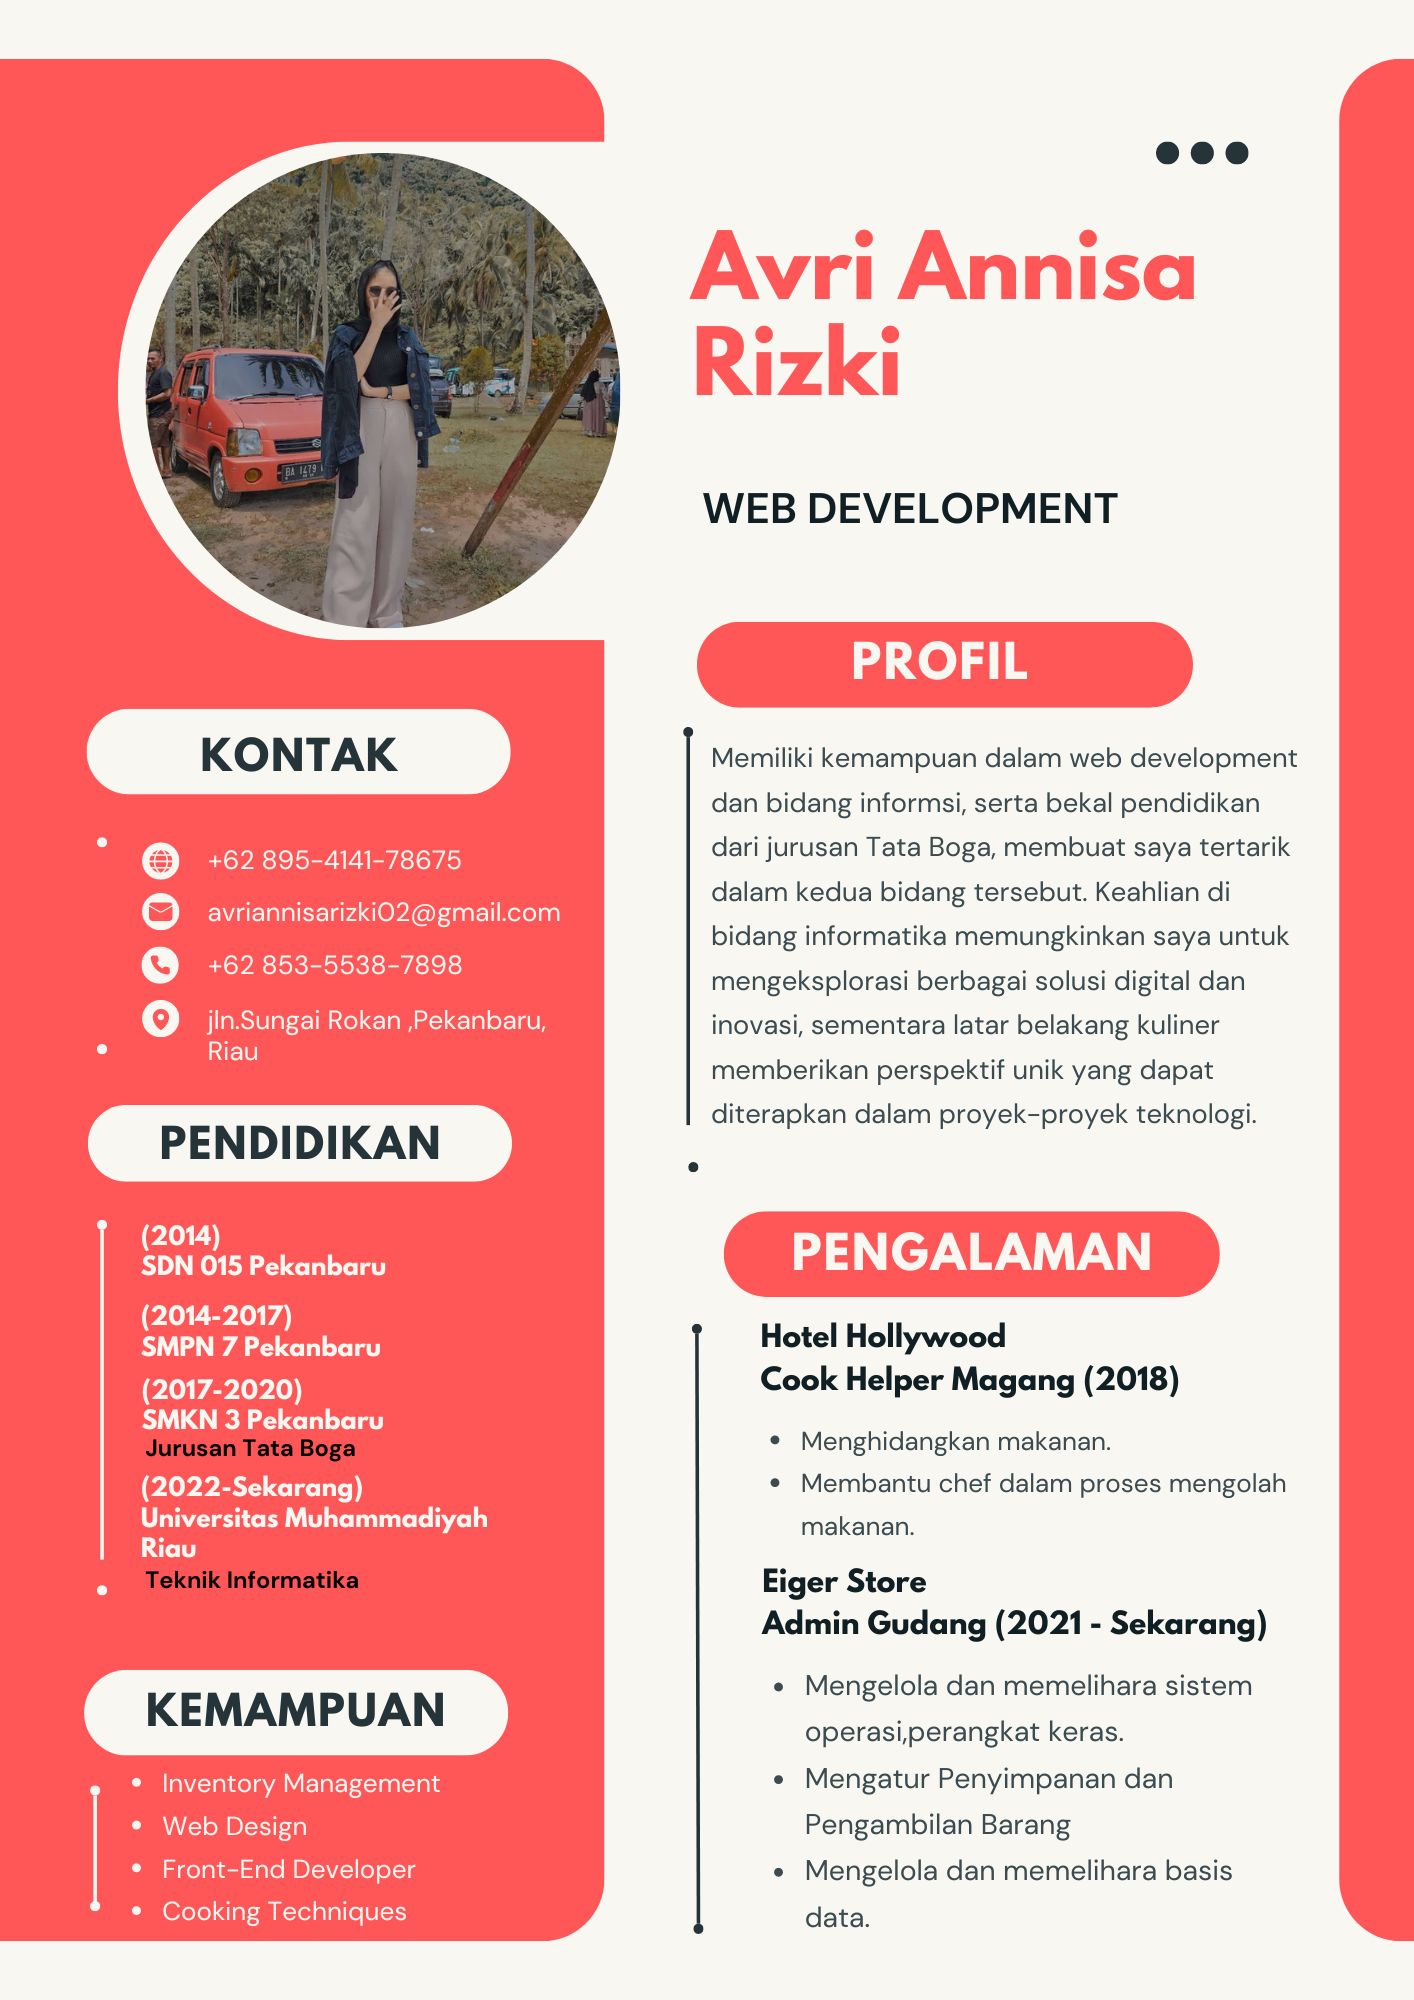 Avri Annisa
Rizki
WEB DEVELOPMENT
PROFIL
Memiliki kemampuan dalam web development
dan bidang informsi, serta bekal pendidikan
dari jurusan Tata Boga, membuat saya tertarik
dalam kedua bidang tersebut. Keahlian di
bidang informatika memungkinkan saya untuk
mengeksplorasi berbagai solusi digital dan
inovasi, sementara latar belakang kuliner
memberikan perspektif unik yang dapat
diterapkan dalam proyek-proyek teknologi.
PENGALAMAN
Hotel Hollywood
Cook Helper Magang (2018)
• Menghidangkan makanan.
• Membantu chef dalam proses mengolah
makanan.
Eiger Store
Admin Gudang (2021 - Sekarang)
• Mengelola dan memelihara sistem
operasi,perangkat keras.
• Mengatur Penyimpanan dan
Pengambilan Barang
• Mengelola dan memelihara basis
data.
BA 1479
KONTAK
+62 895-4141-78675
avriannisarizki02@gmail.com
+62 853-5538-7898
jln.Sungai Rokan ,Pekanbaru,
Riau
PENDIDIKAN
(2014)
SDN 015 Pekanbaru
(2014-2017)
SMPN 7 Pekanbaru
(2017-2020)
SMKN 3 Pekanbaru
Jurusan Tata Boga
(2022-Sekarang)
Universitas Muhammadiyah
Riau
Teknik Informatika
KEMAMPUAN
• Inventory Management
• Web Design
• Front-End Developer
• Cooking Techniques